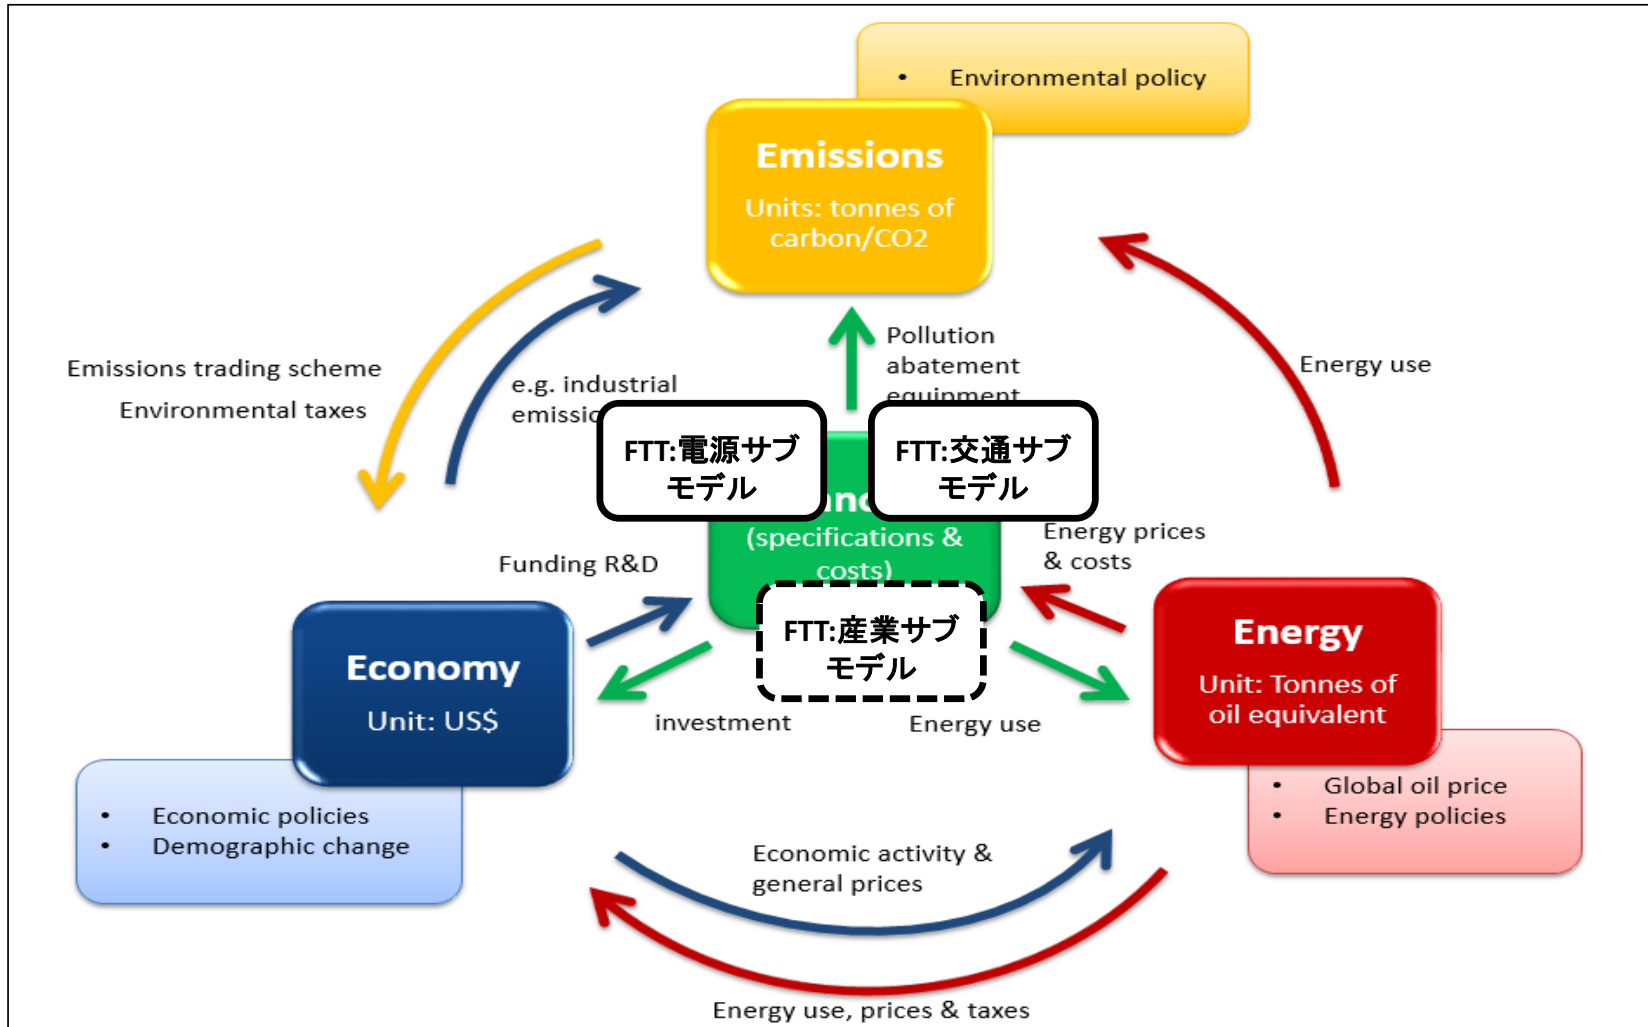 • Environmental policy
Emissions
Units: tonnes of
carbon/CO2
Emissions trading scheme
Environmental taxes
e.g. industrial
Pollution
abatement
equipment
Energy use
FTT:電源サブ
モデル
FTT:交通サブ
モデル
(specifications &
costs)
Funding R&D
Energy prices
& costs
FTT:産業サブ
モデル
Economy
Unit: US$
Energy
Unit: Tonnes of
oil equivalent
investment
Energy use
• Economic policies
• Demographic change
• Global oil price
• Energy policies
Economic activity &
general prices
Energy use, prices & taxes